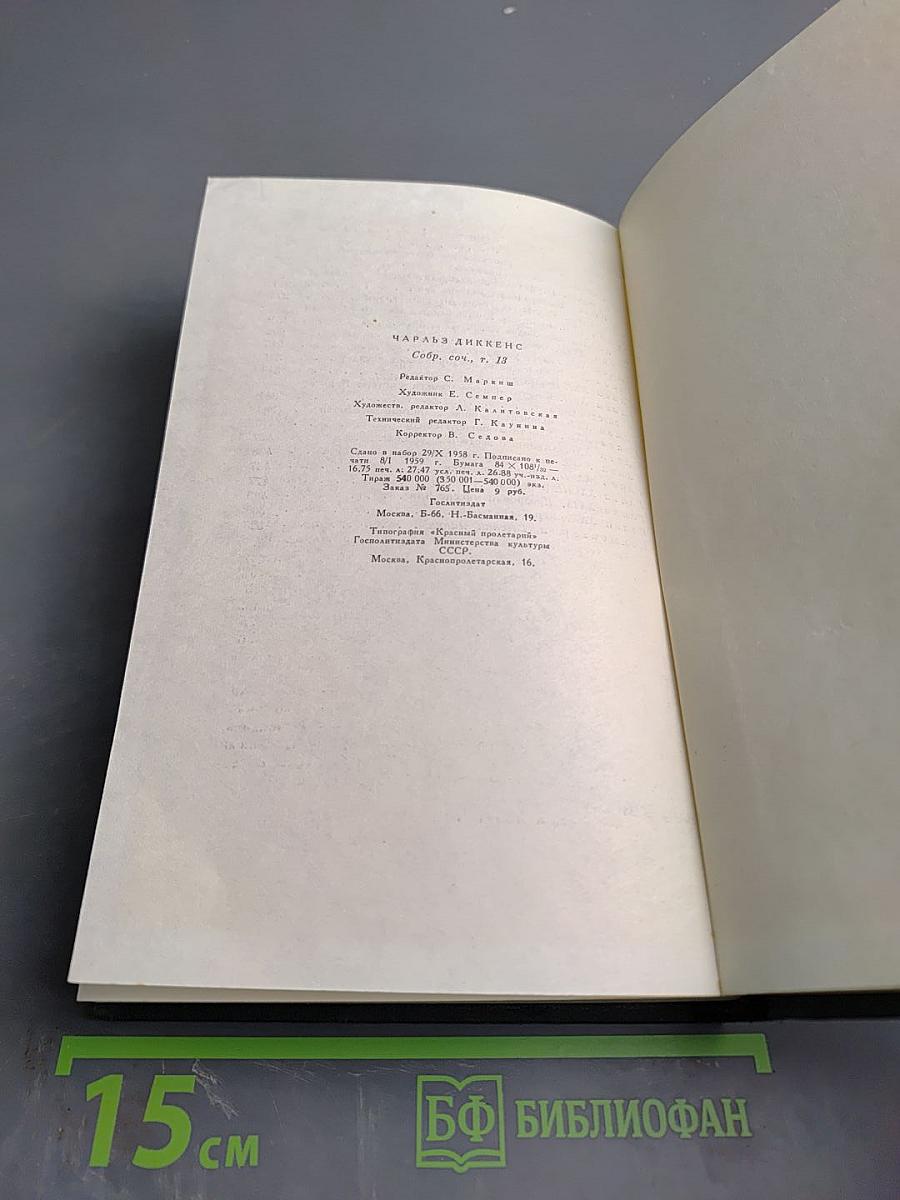 ЧАРЛЬЗ ДИККЕНС
Собр. соч., т. 13
Редактор С. Маркиш
Художник Е. Семпер
Художеств. редактор Л. Калитовская
Технический редактор Г. Каунина
Корректор В. Седова
Сдано в набор 29/X 1958 г. Подписано к пе-
чати 8/I 1959 г. Бумага 84 × 108¹/₃₂ —
16,75 печ. л. 27,47 усл. печ. л. 26,88 уч.-изд. л.
Тираж 540 000 (350 001—540 000) экз.
Заказ № 765. Цена 9 руб.
Гослитиздат
Москва, Б-66, Н.-Басманная, 19.
Типография «Красный пролетарий»
Госполитиздата Министерства культуры
СССР.
Москва, Краснопролетарская, 16.
15 см
БФ БИБЛИОФАН